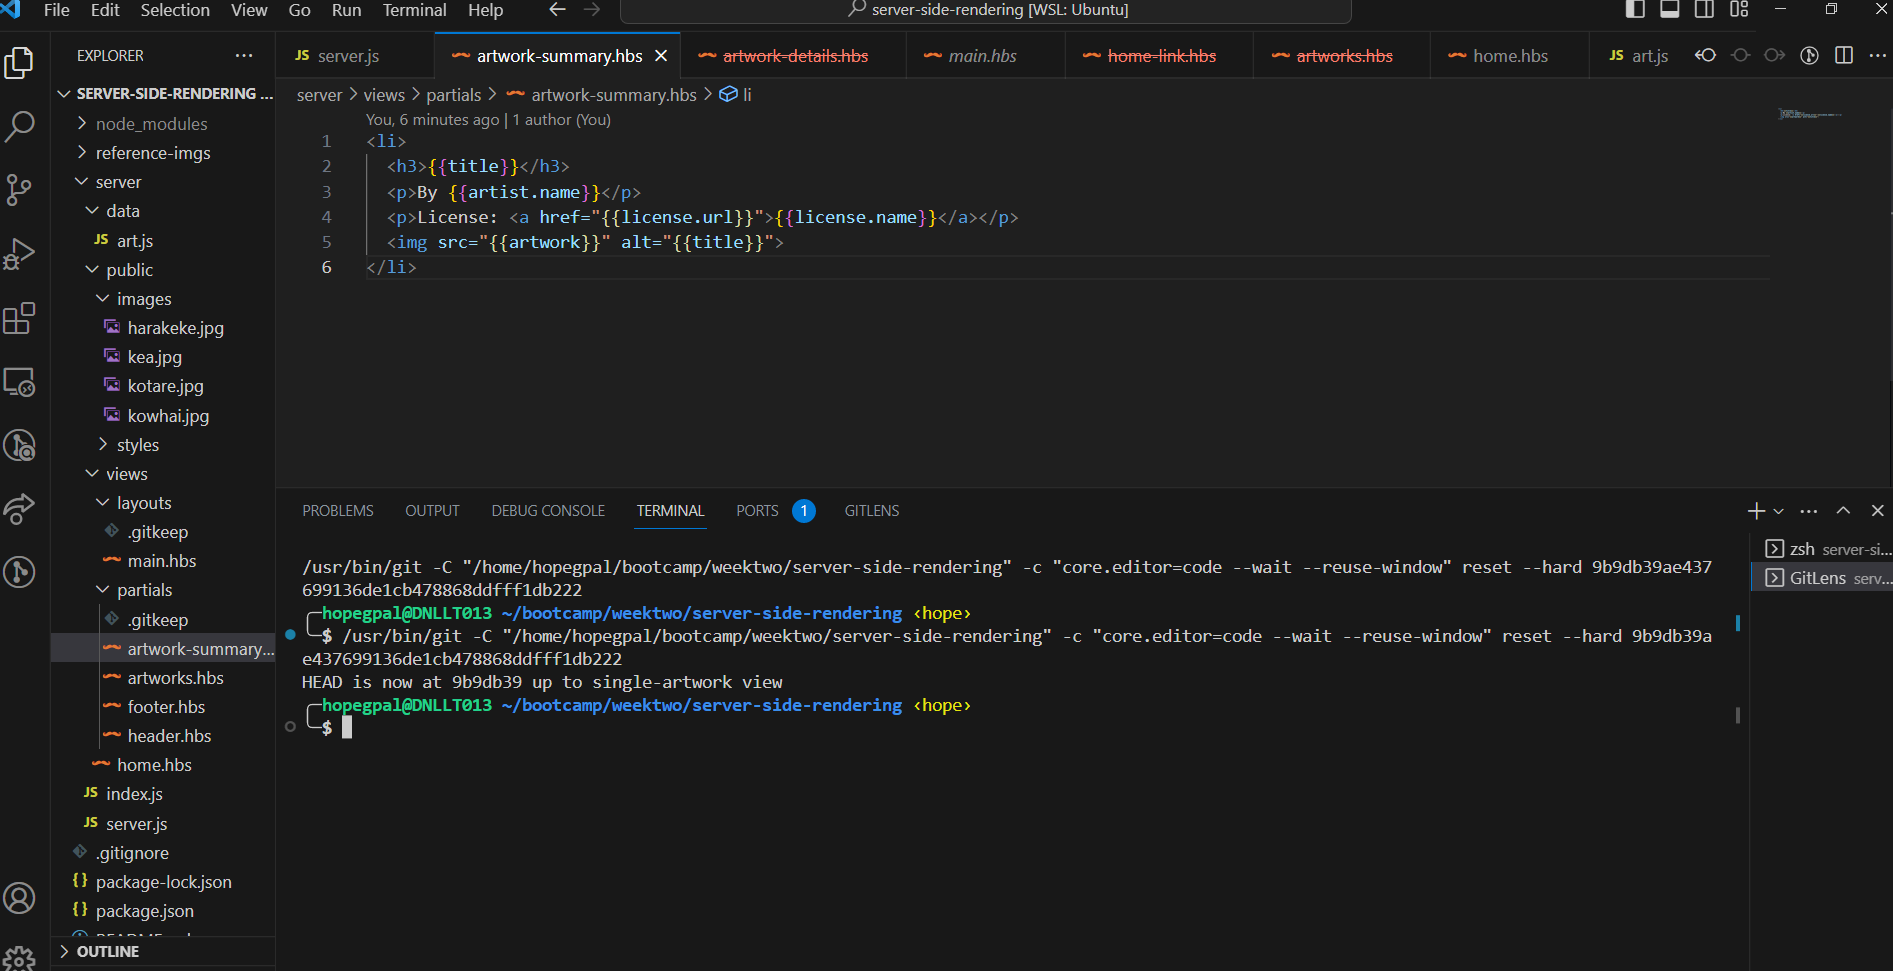 File Edit Selection View Go Run Terminal Help
server-side-rendering [WSL: Ubuntu]
EXPLORER
SERVER-SIDE-RENDERING ...
node_modules
reference-imgs
server
data
JS art.js
public
images
harakeke.jpg
kea.jpg
kotare.jpg
kowhai.jpg
styles
views
layouts
.gitkeep
main.hbs
partials
.gitkeep
artwork-summary...
artworks.hbs
footer.hbs
header.hbs
home.hbs
JS index.js
JS server.js
.gitignore
{} package-lock.json
{} package.json
OUTLINE
JS server.js artwork-summary.hbs artwork-details.hbs main.hbs home-link.hbs artworks.hbs home.hbs JS art.js
server > views > partials > artwork-summary.hbs > li
You, 6 minutes ago | 1 author (You)
1 <li>
2 <h3>{{title}}</h3>
3 <p>By {{artist.name}}</p>
4 <p>License: <a href="{{license.url}}">{{license.name}}</a></p>
5 <img src="{{artwork}}" alt="{{title}}">
6 </li>
PROBLEMS OUTPUT DEBUG CONSOLE TERMINAL PORTS 1 GITLENS
/usr/bin/git -C "/home/hopegpal/bootcamp/weektwo/server-side-rendering" -c "core.editor=code --wait --reuse-window" reset --hard 9b9db39ae437
699136de1cb478868ddfff1db222
hopegpal@DNLLT013 ~/bootcamp/weektwo/server-side-rendering ‹hope›
$ /usr/bin/git -C "/home/hopegpal/bootcamp/weektwo/server-side-rendering" -c "core.editor=code --wait --reuse-window" reset --hard 9b9db39a
e437699136de1cb478868ddfff1db222
HEAD is now at 9b9db39 up to single-artwork view
hopegpal@DNLLT013 ~/bootcamp/weektwo/server-side-rendering ‹hope›
$
zsh server-si...
GitLens serv...